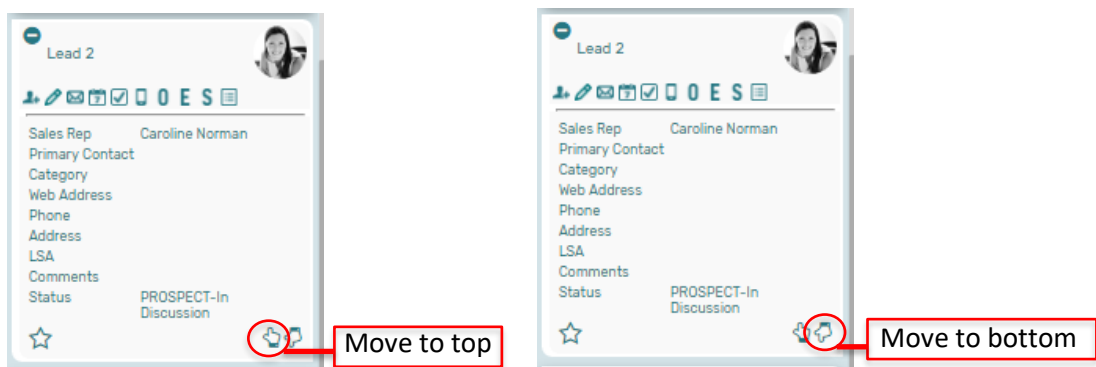 Lead 2
O E S
Sales Rep Caroline Norman
Primary Contact
Category
Web Address
Phone
Address
LSA
Comments
Status PROSPECT-In
Discussion
Move to top
Lead 2
O E S
Sales Rep Caroline Norman
Primary Contact
Category
Web Address
Phone
Address
LSA
Comments
Status PROSPECT-In
Discussion
Move to bottom